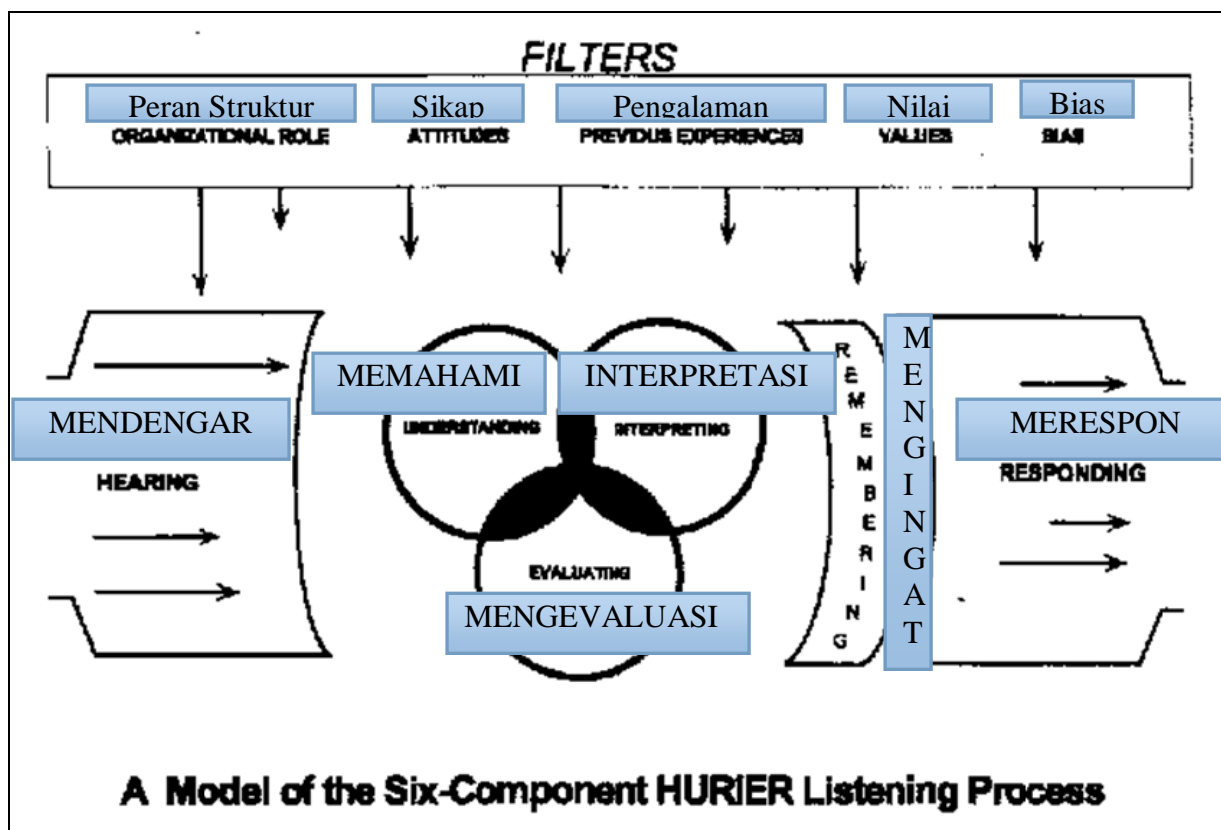 FILTERS
Peran Struktur Sikap Pengalaman Nilai Bias
ORGANIZATIONAL ROLE ATTITUDES PREVIOUS EXPERIENCES VALUES BIAS
MEMAHAMI INTERPRETASI
UNDERSTANDING INTERPRETING
MENDENGAR
HEARING
EVALUATING
MENGEVALUASI
REMEMBERING
MENGINGAT
MERESPON
RESPONDING
A Model of the Six-Component HURIER Listening Process